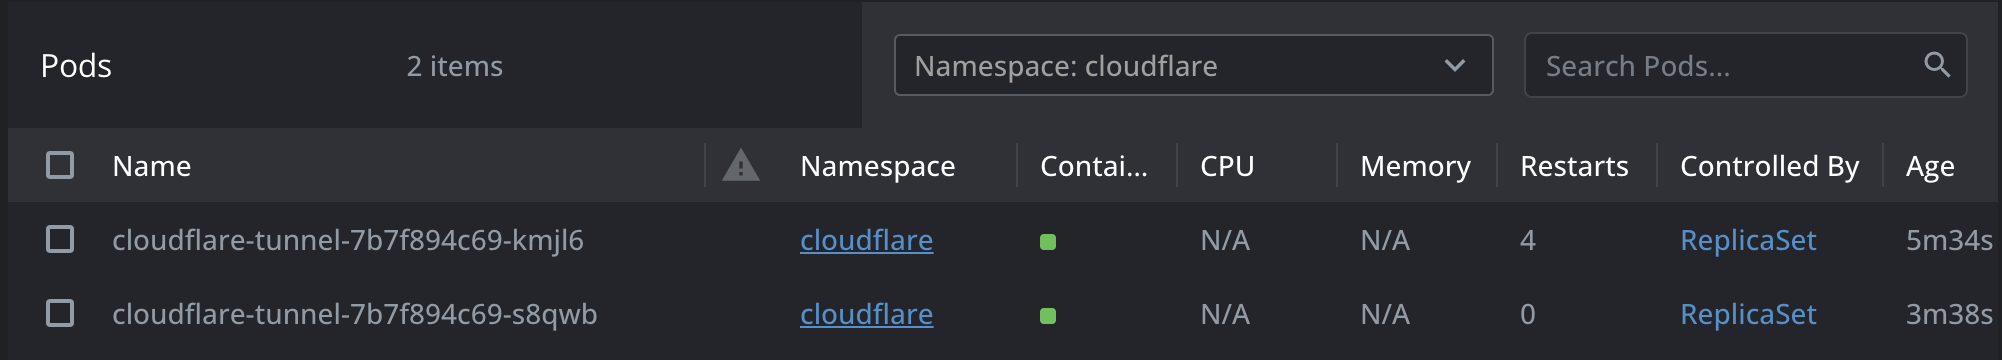 Pods 2 items Namespace: cloudflare Search Pods...
Name Namespace Contai... CPU Memory Restarts Controlled By Age
cloudflare-tunnel-7b7f894c69-kmjl6 cloudflare N/A N/A 4 ReplicaSet 5m34s
cloudflare-tunnel-7b7f894c69-s8qwb cloudflare N/A N/A 0 ReplicaSet 3m38s